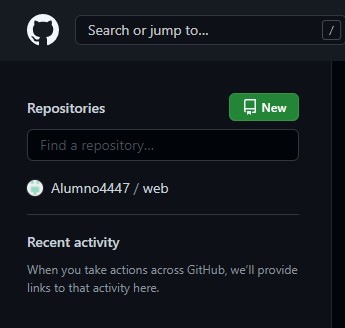 Search or jump to...
/
Repositories
New
Find a repository...
Alumno4447 / web
Recent activity
When you take actions across GitHub, we'll provide
links to that activity here.